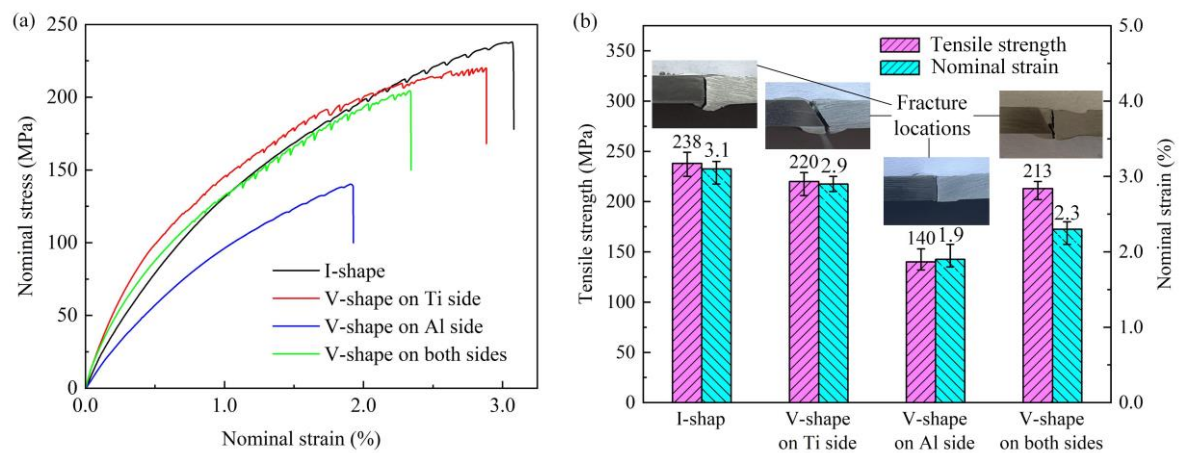 (a)
250
200
150
100
50
0
Nominal stress (MPa)
I-shape
V-shape on Ti side
V-shape on Al side
V-shape on both sides
0.0
1.0
2.0
3.0
Nominal strain (%)
(b)
350
300
250
200
150
100
50
0
Tensile strength (MPa)
Tensile strength
Nominal strain
Fracture
locations
238
3.1
220
2.9
140
1.9
213
2.3
5.0
4.0
3.0
2.0
1.0
0.0
Nominal strain (%)
I-shap
V-shape
on Ti side
V-shape
on Al side
V-shape
on both sides